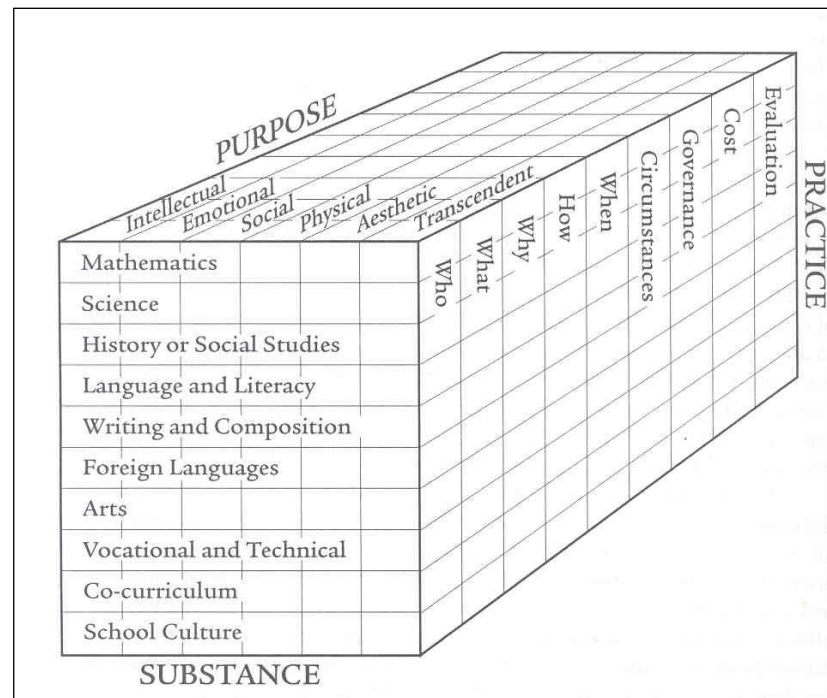 PURPOSE
Intellectual
Emotional
Social
Physical
Aesthetic
Transcendent
Mathematics
Science
History or Social Studies
Language and Literacy
Writing and Composition
Foreign Languages
Arts
Vocational and Technical
Co-curriculum
School Culture
SUBSTANCE
Who
What
Why
How
When
Circumstances
Governance
Cost
Evaluation
PRACTICE